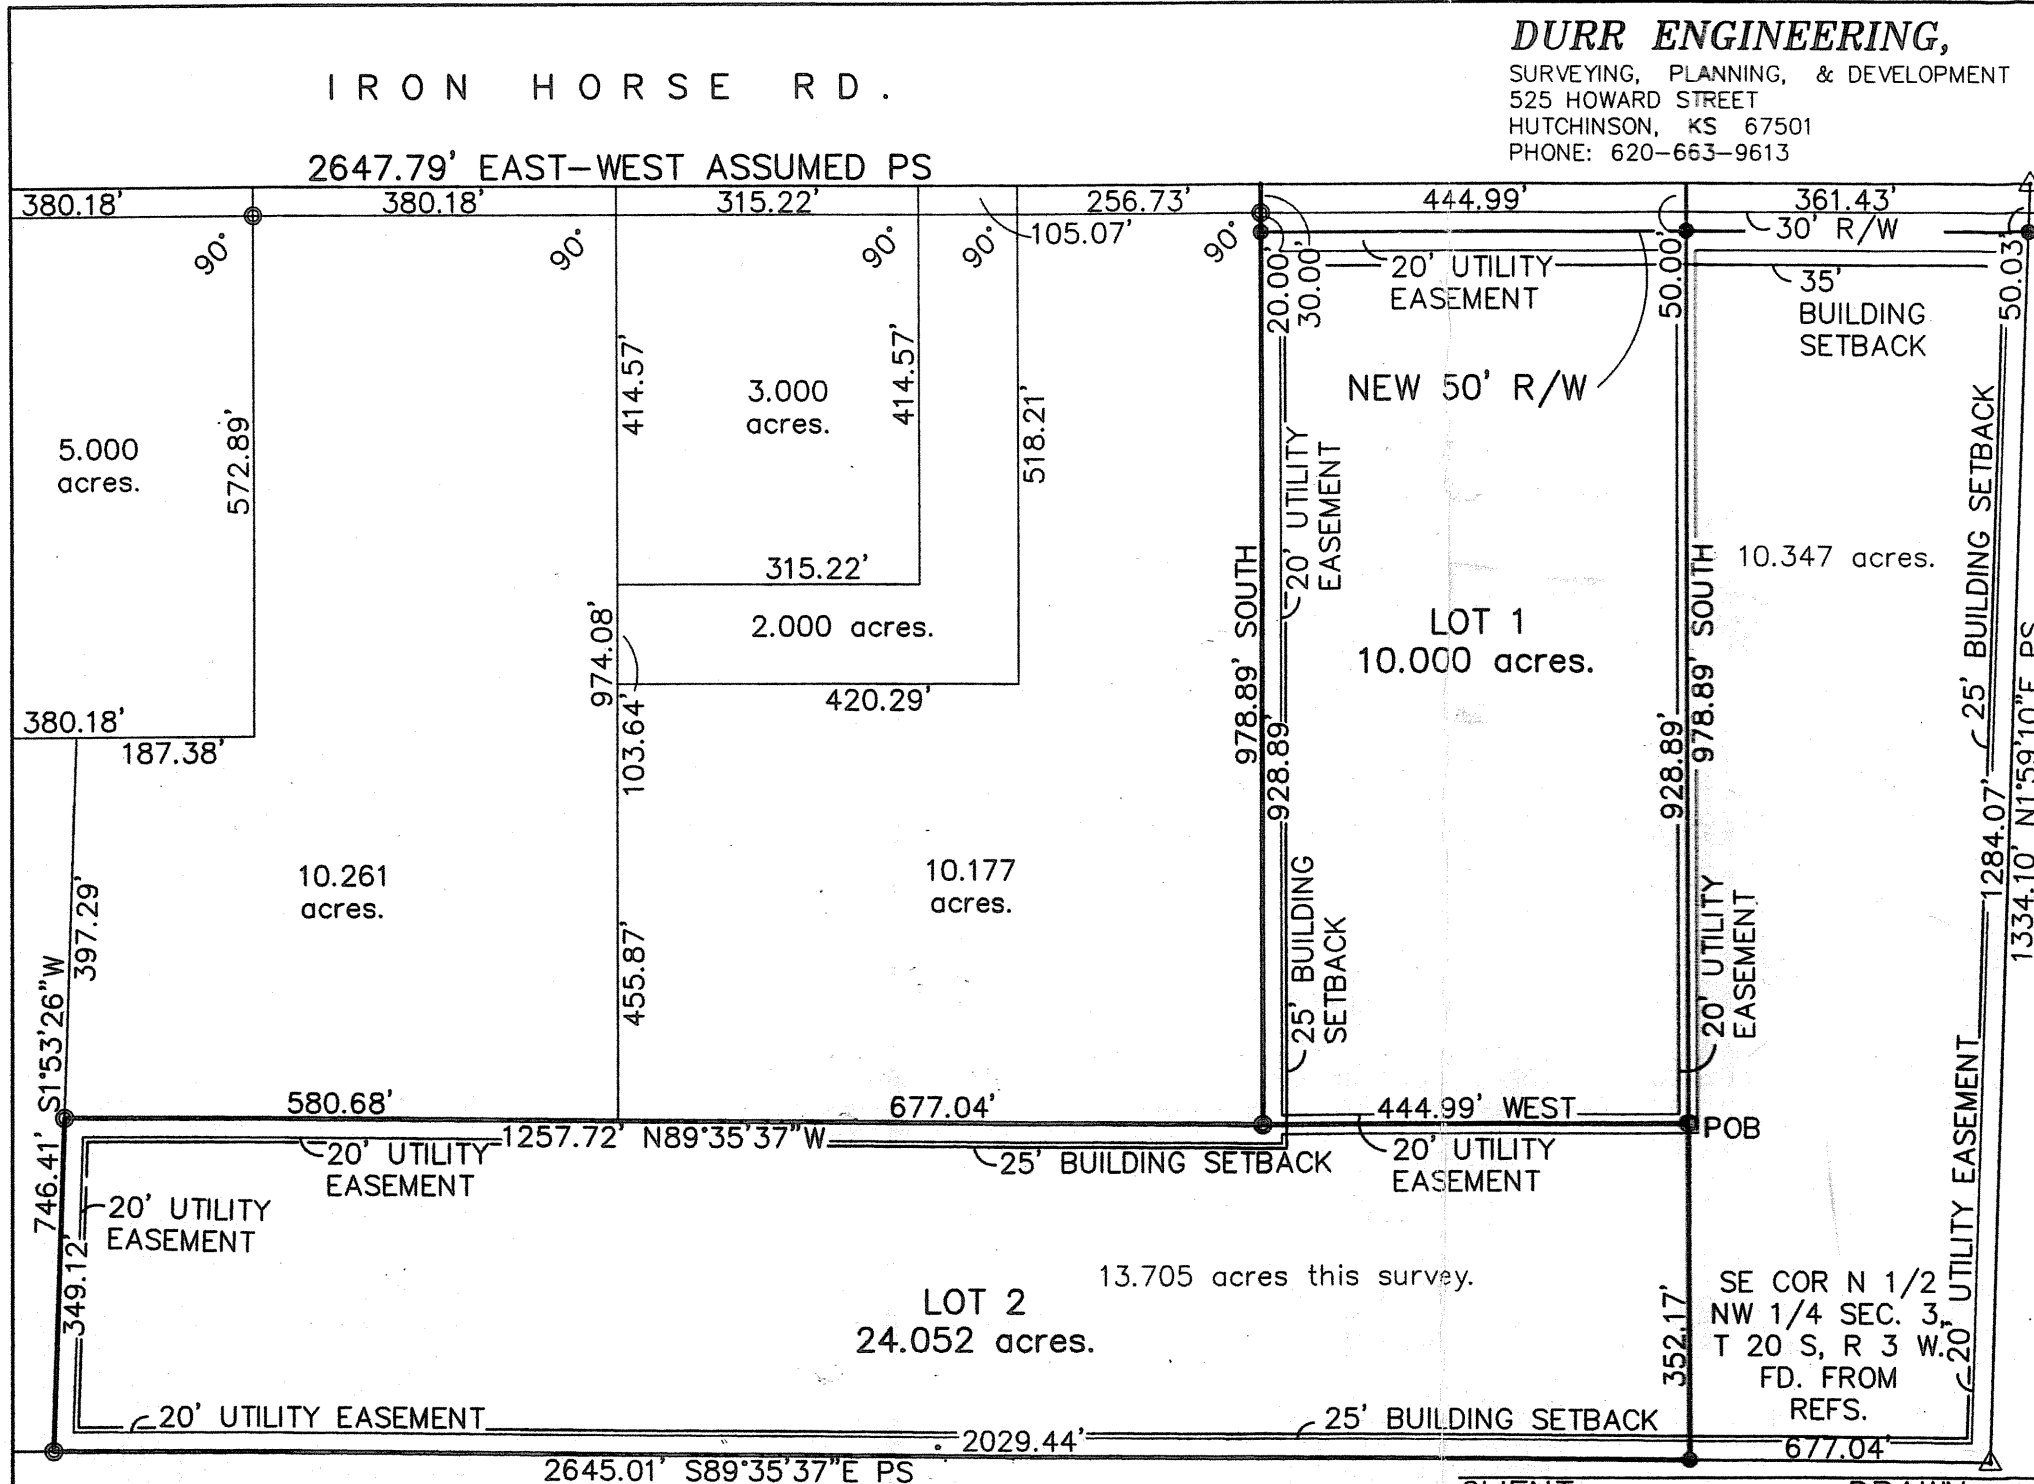 DURR ENGINEERING,
SURVEYING, PLANNING, & DEVELOPMENT
525 HOWARD STREET
HUTCHINSON, KS 67501
PHONE: 620-663-9613
IRON HORSE RD.
2647.79' EAST-WEST ASSUMED PS
380.18'
380.18'
315.22'
256.73'
444.99'
361.43'
105.07'
30' R/W
90°
90°
90°
90°
90°
20.00'
30.00'
50.00'
50.03'
20' UTILITY
EASEMENT
35'
BUILDING
SETBACK
NEW 50' R/W
5.000
acres.
572.89'
414.57'
3.000
acres.
414.57'
518.21'
20' UTILITY
EASEMENT
25' BUILDING SETBACK
978.89' SOUTH
978.89' SOUTH
10.347 acres.
315.22'
2.000 acres.
974.08'
LOT 1
10.000 acres.
420.29'
103.64'
380.18'
187.38'
928.89'
928.89'
1284.07'
1334.10' N1°59'10"E PS
10.261
acres.
10.177
acres.
397.29'
455.87'
S1°53'26"W
25' BUILDING
SETBACK
20' UTILITY
EASEMENT
580.68'
677.04'
444.99' WEST
POB
1257.72' N89°35'37"W
20' UTILITY
EASEMENT
25' BUILDING SETBACK
20' UTILITY
EASEMENT
746.41'
20' UTILITY
EASEMENT
349.12'
20' UTILITY EASEMENT
13.705 acres this survey.
LOT 2
24.052 acres.
352.17'
SE COR N 1/2
NW 1/4 SEC. 3,
T 20 S, R 3 W.
FD. FROM
REFS.
20' UTILITY EASEMENT
25' BUILDING SETBACK
2029.44'
677.04'
2645.01' S89°35'37"E PS